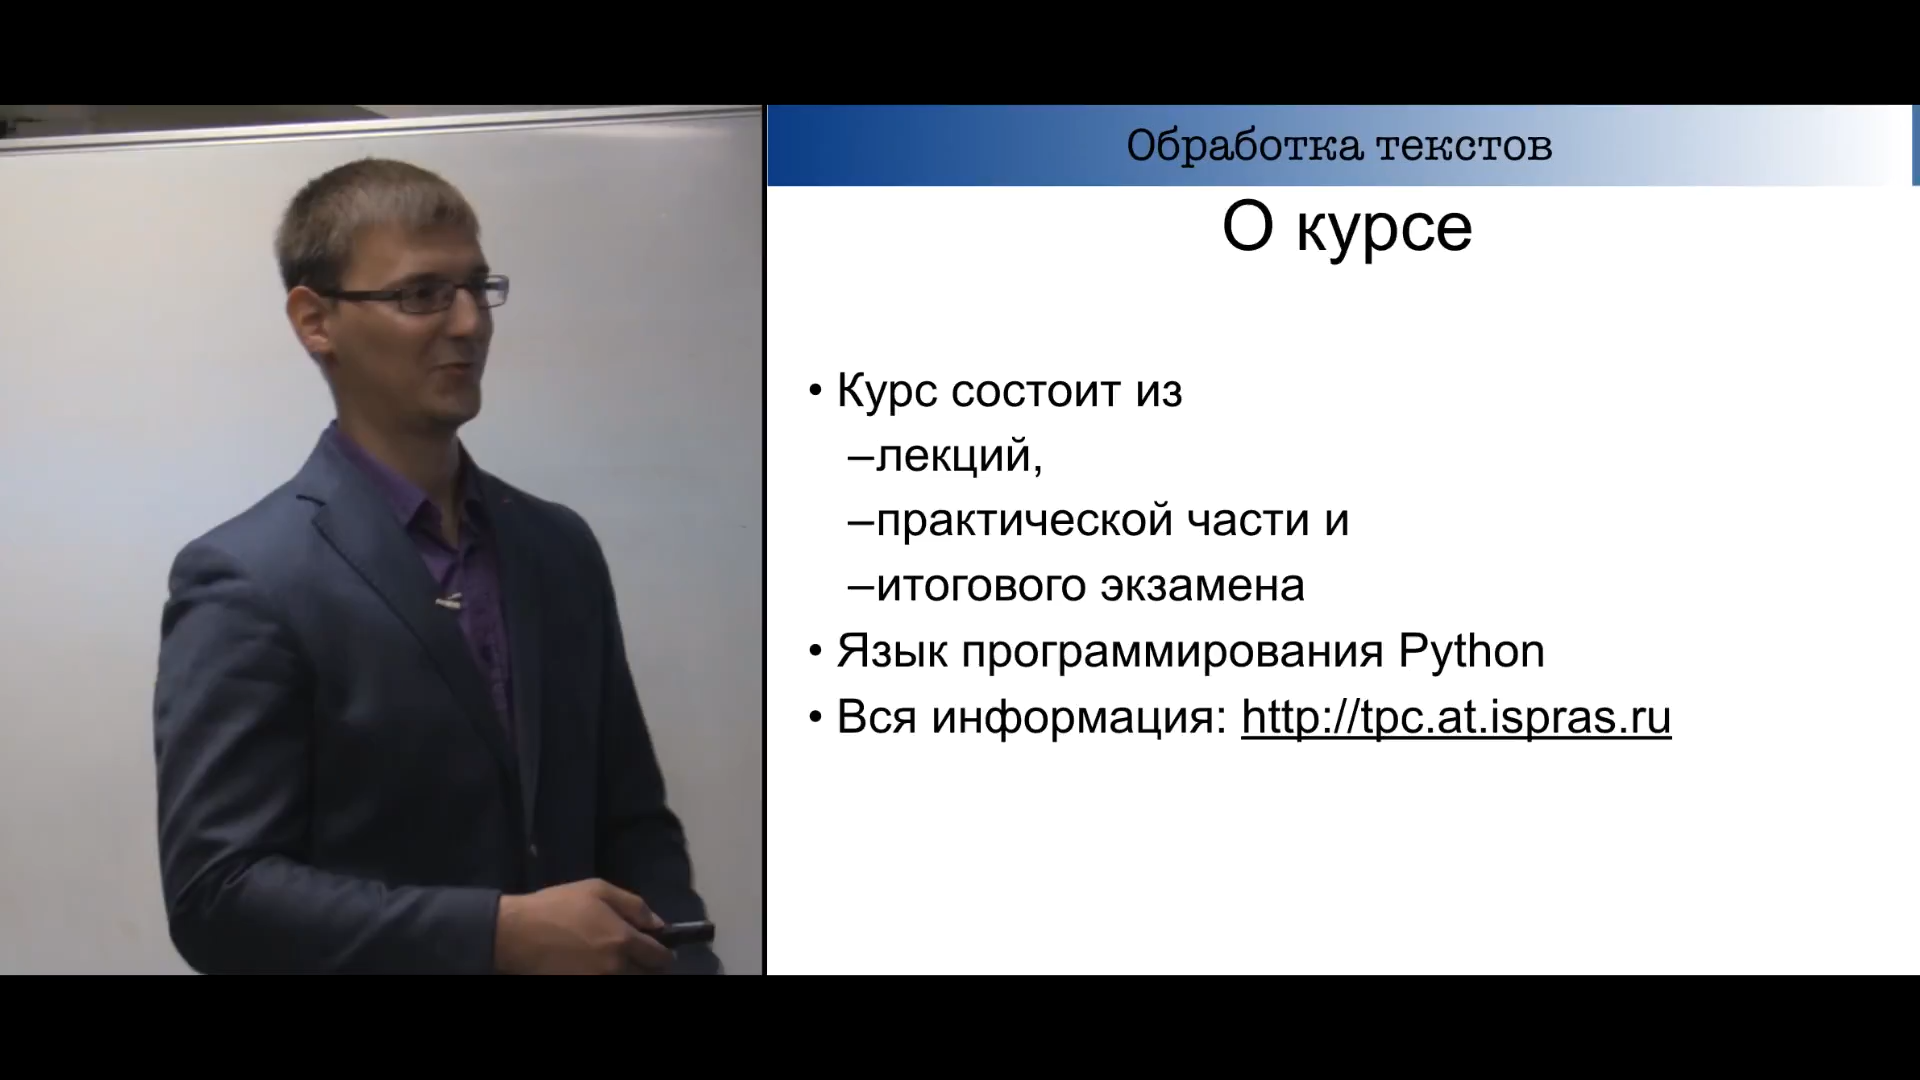 Обработка текстов
О курсе
• Курс состоит из
–лекций,
–практической части и
–итогового экзамена
• Язык программирования Python
• Вся информация: http://tpc.at.ispras.ru